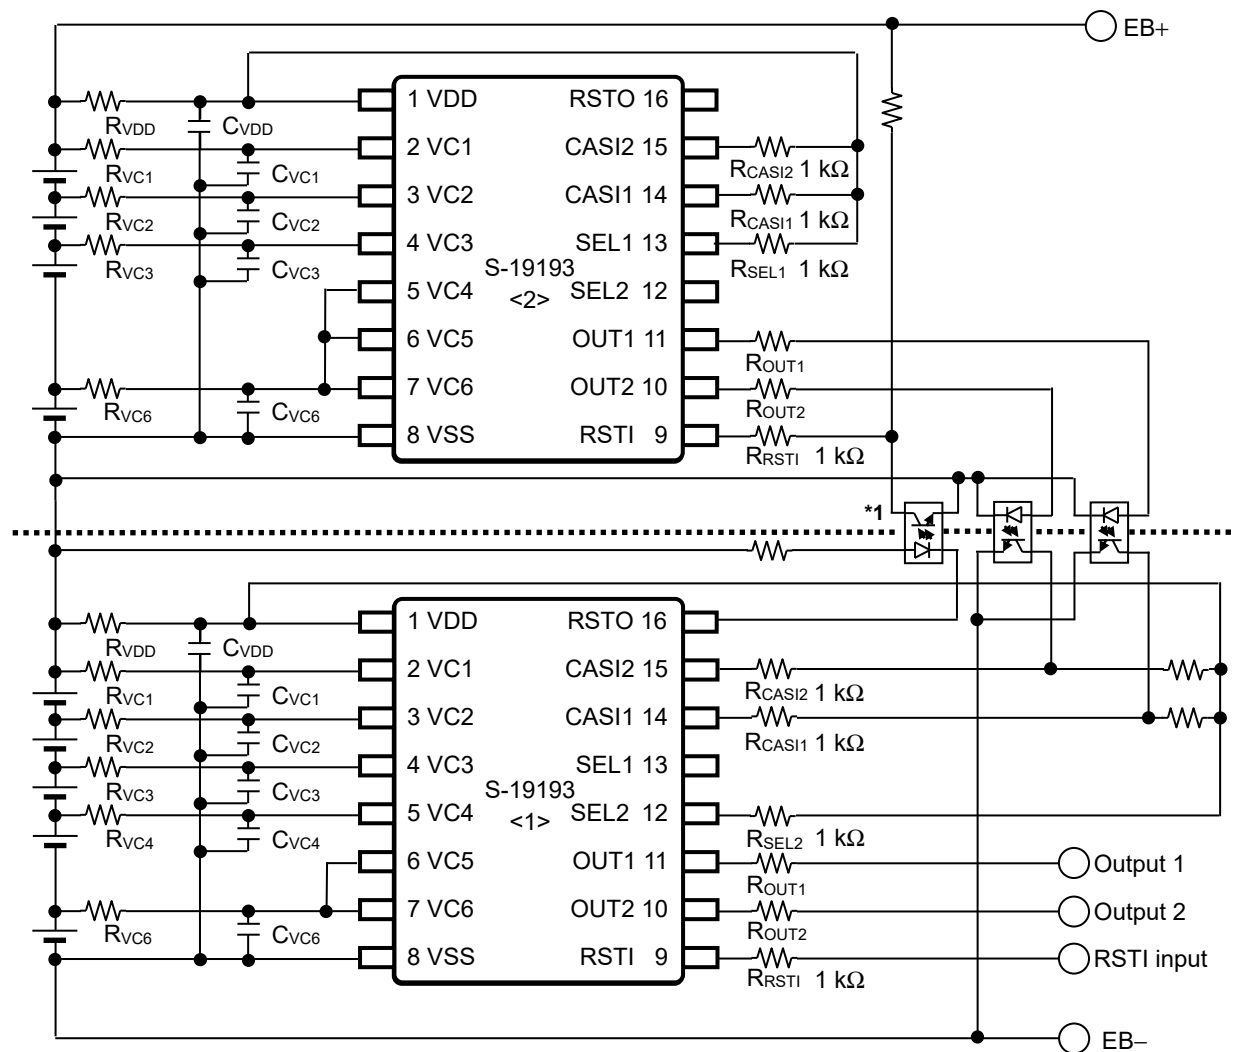 EB+
1 VDD
RSTO 16
RVDD
CVDD
2 VC1
CASI2 15
RVC1
CVC1
RCASI2 1 kΩ
3 VC2
CASI1 14
RVC2
CVC2
RCASI1 1 kΩ
4 VC3
SEL1 13
RVC3
CVC3
RSEL1 1 kΩ
S-19193
<2>
5 VC4
SEL2 12
6 VC5
OUT1 11
ROUT1
7 VC6
OUT2 10
RVC6
CVC6
ROUT2
8 VSS
RSTI 9
RRSTI 1 kΩ
*1
1 VDD
RSTO 16
RVDD
CVDD
2 VC1
CASI2 15
RVC1
CVC1
RCASI2 1 kΩ
3 VC2
CASI1 14
RVC2
CVC2
RCASI1 1 kΩ
4 VC3
SEL1 13
RVC3
CVC3
S-19193
<1>
5 VC4
SEL2 12
RVC4
CVC4
RSEL2 1 kΩ
6 VC5
OUT1 11
Output 1
ROUT1
7 VC6
OUT2 10
Output 2
RVC6
CVC6
ROUT2
8 VSS
RSTI 9
RSTI input
RRSTI 1 kΩ
EB−